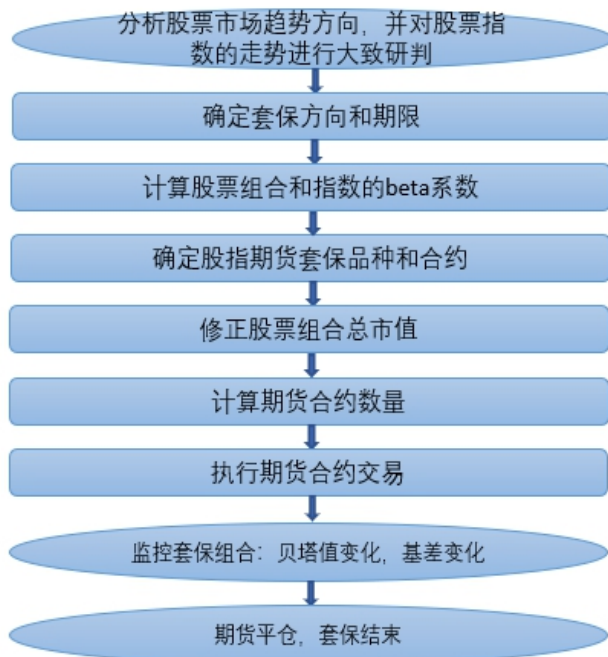 分析股票市场趋势方向，并对股票指
数的走势进行大致研判
确定套保方向和期限
计算股票组合和指数的beta系数
确定股指期货套保品种和合约
修正股票组合总市值
计算期货合约数量
执行期货合约交易
监控套保组合：贝塔值变化，基差变化
期货平仓，套保结束